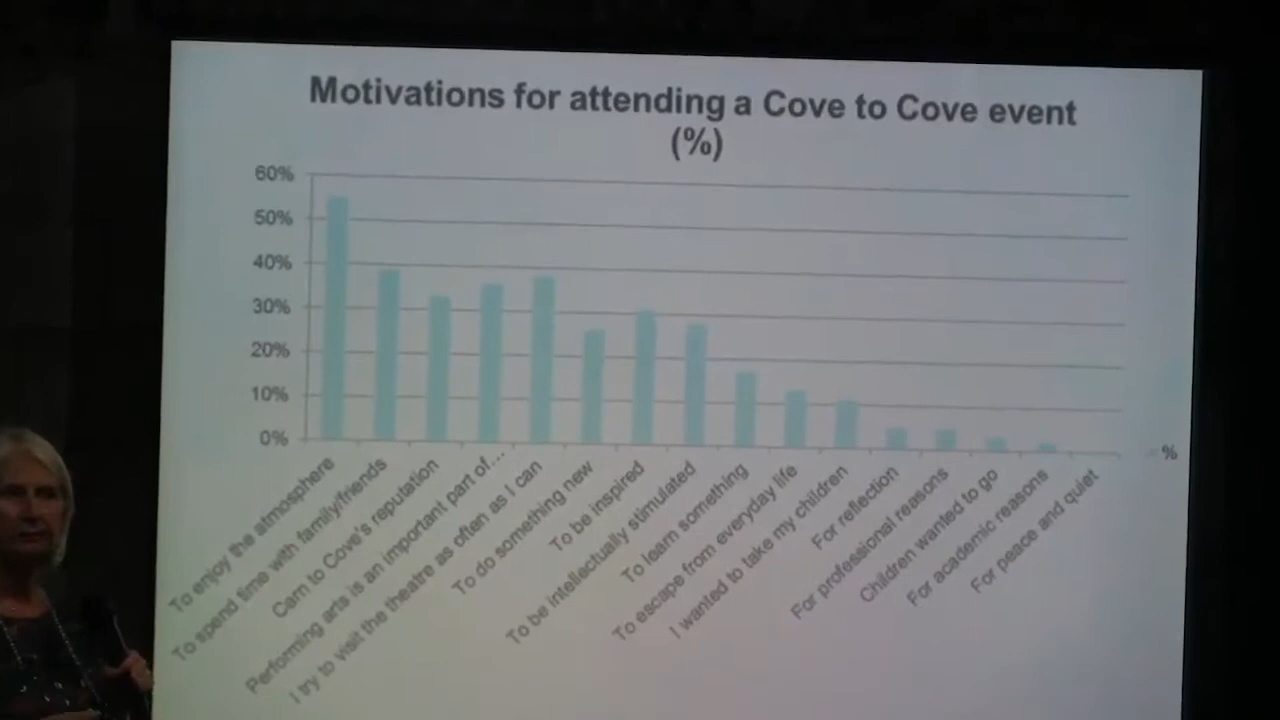 Motivations for attending a Cove to Cove event
(%)
60%
50%
40%
30%
20%
10%
0%
To enjoy the atmosphere
To spend time with family/friends
Carn to Cove's reputation
Performing arts is an important part of...
I try to visit the theatre as often as I can
To do something new
To be inspired
To be intellectually stimulated
To learn something
To escape from everyday life
I wanted to take my children
For reflection
For professional reasons
Children wanted to go
For academic reasons
For peace and quiet
%